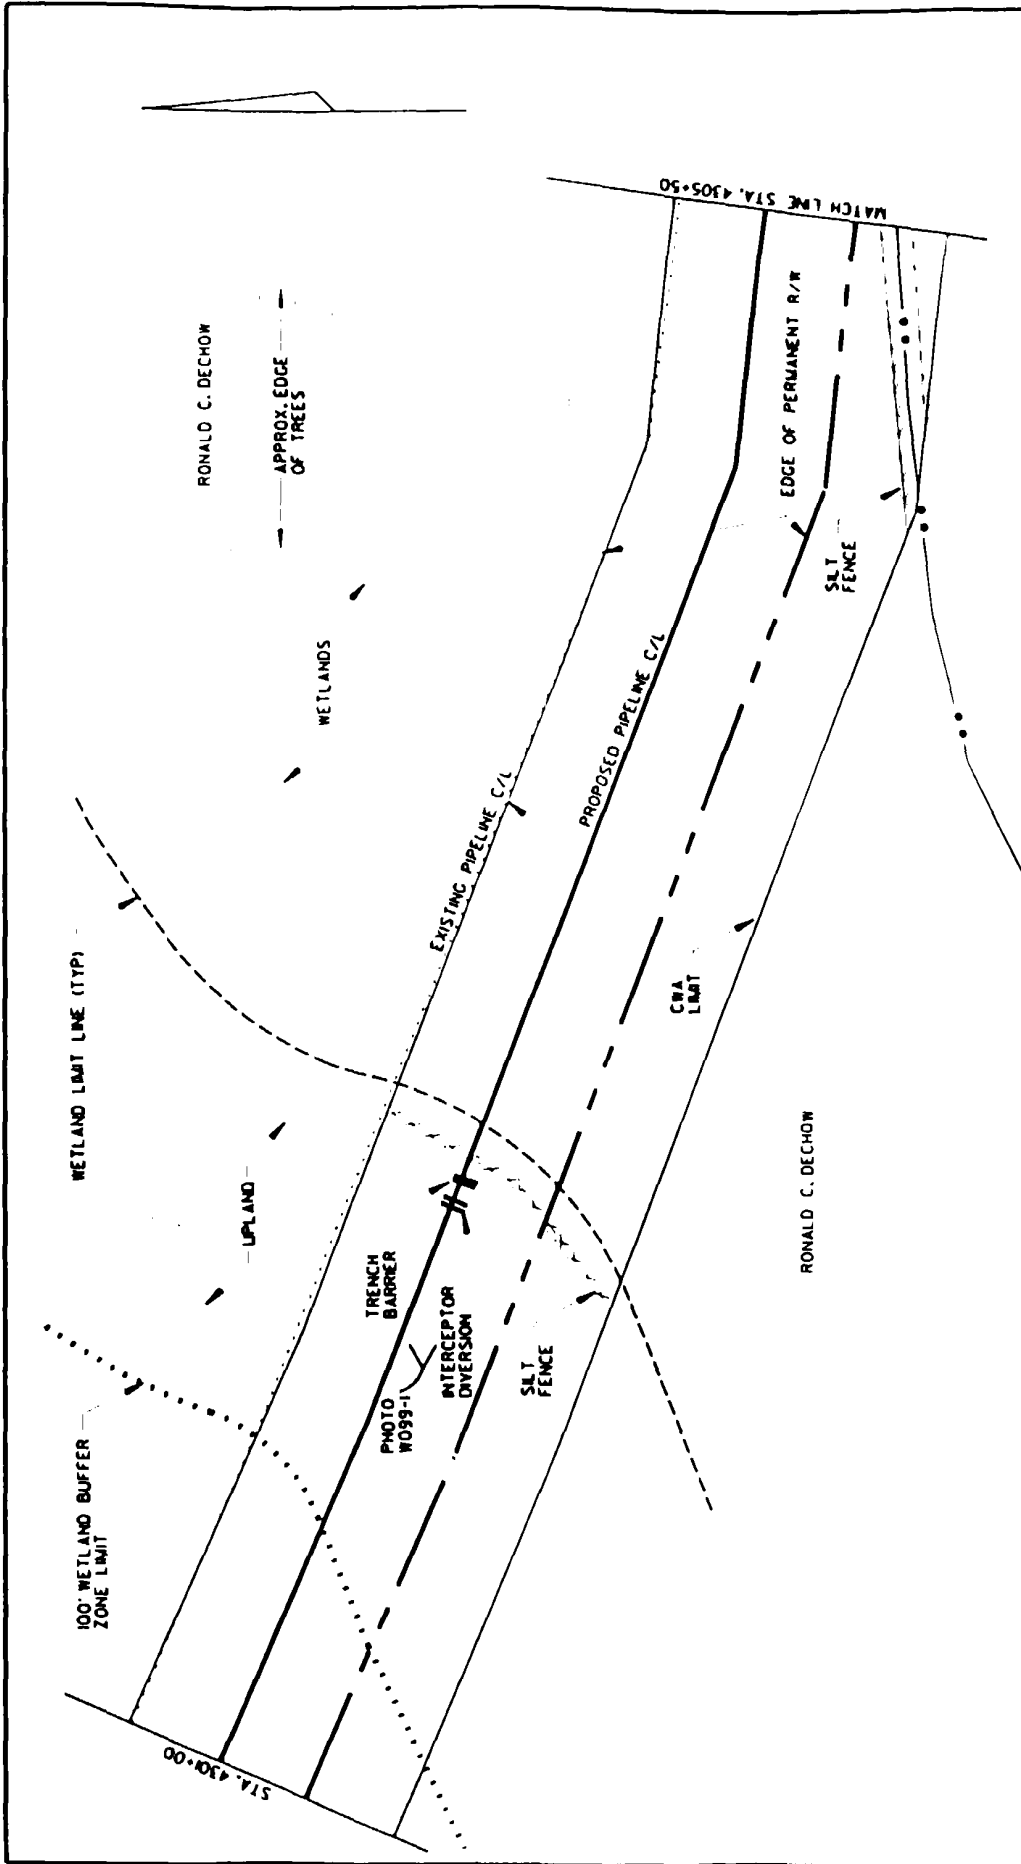 100' WETLAND BUFFER
ZONE LIMIT
WETLAND LIMIT LINE (TYP)
UPLAND
WETLANDS
RONALD C. DECHOW
APPROX. EDGE
OF TREES
STA. 4301+00
EXISTING PIPELINE C/L
TRENCH
BARRIER
PHOTO
W099-1
INTERCEPTOR
DIVERSION
PROPOSED PIPELINE C/L
SILT
FENCE
CWA
LIMIT
EDGE OF PERMANENT R/W
SILT
FENCE
MATCH LINE STA. 4305+50
RONALD C. DECHOW